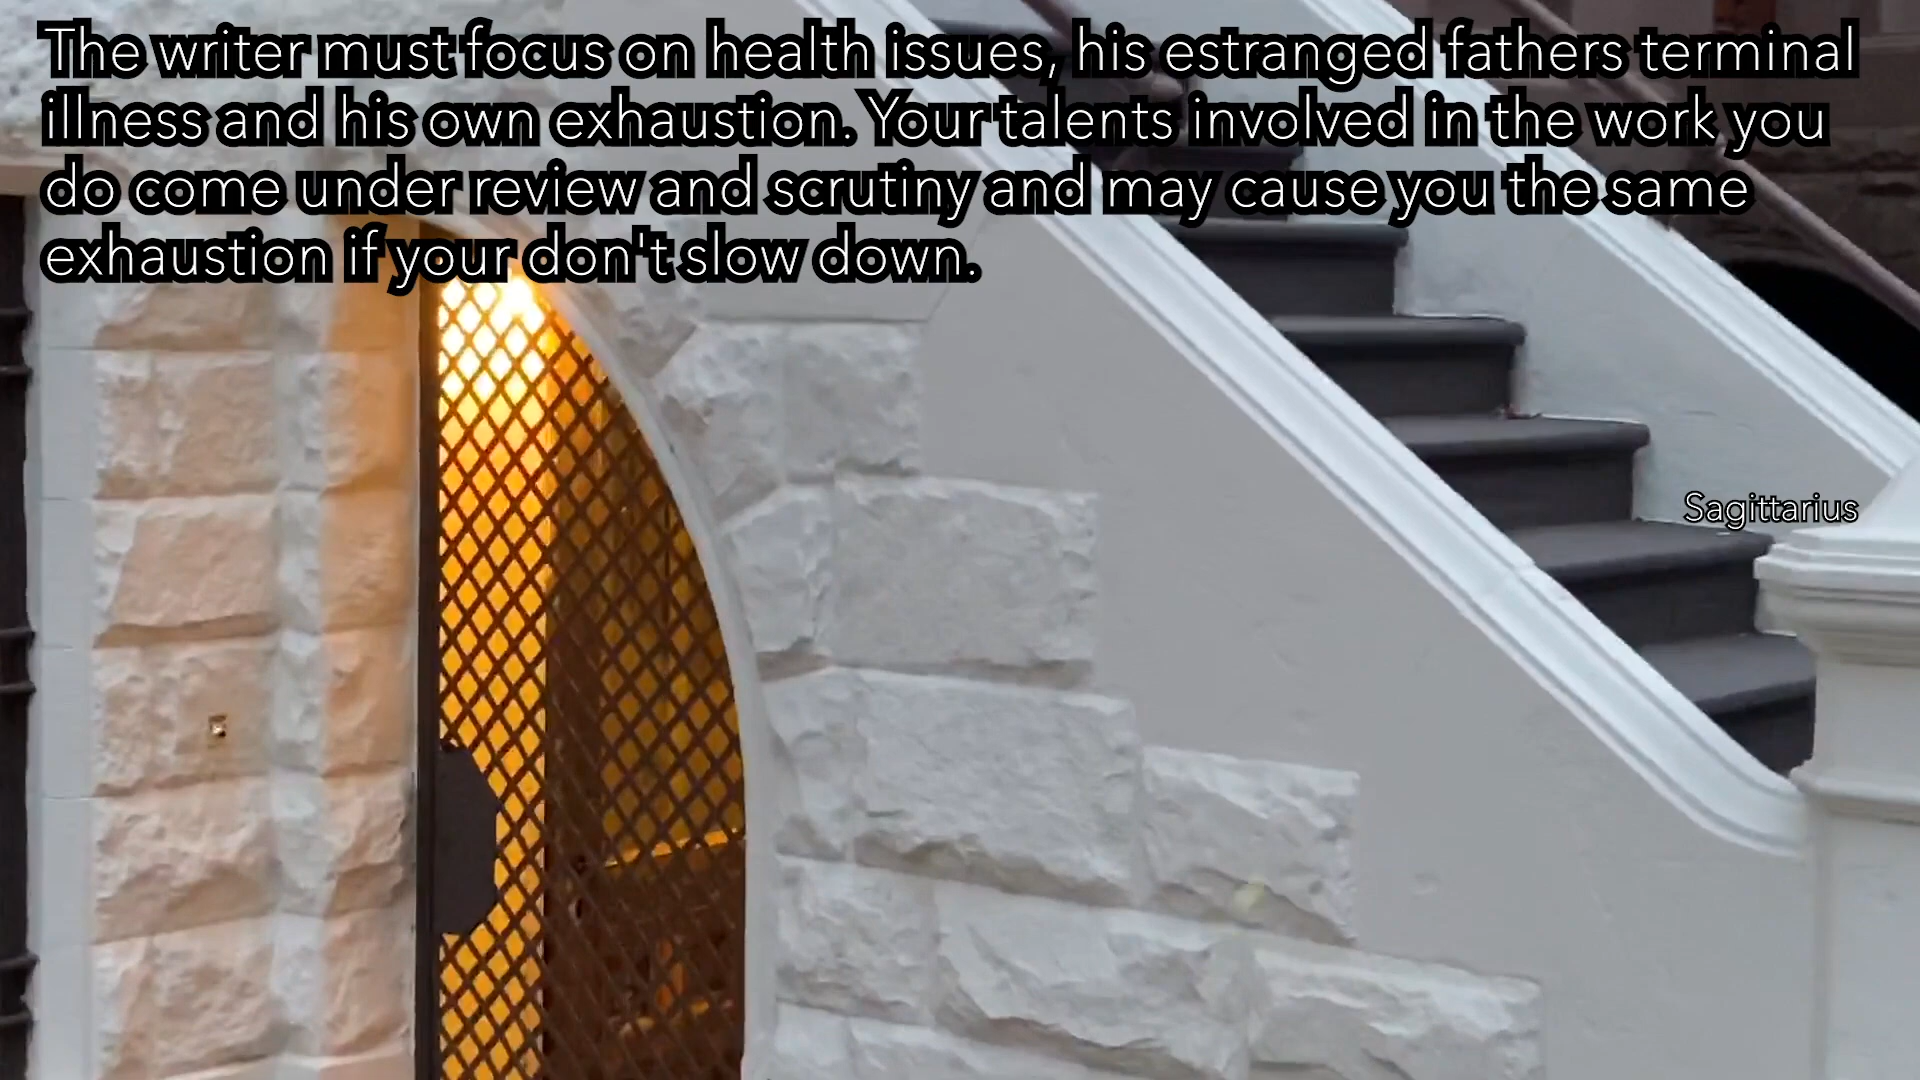 The writer must focus on health issues, his estranged fathers terminal
illness and his own exhaustion. Your talents involved in the work you
do come under review and scrutiny and may cause you the same
exhaustion if your don't slow down.
Sagittarius